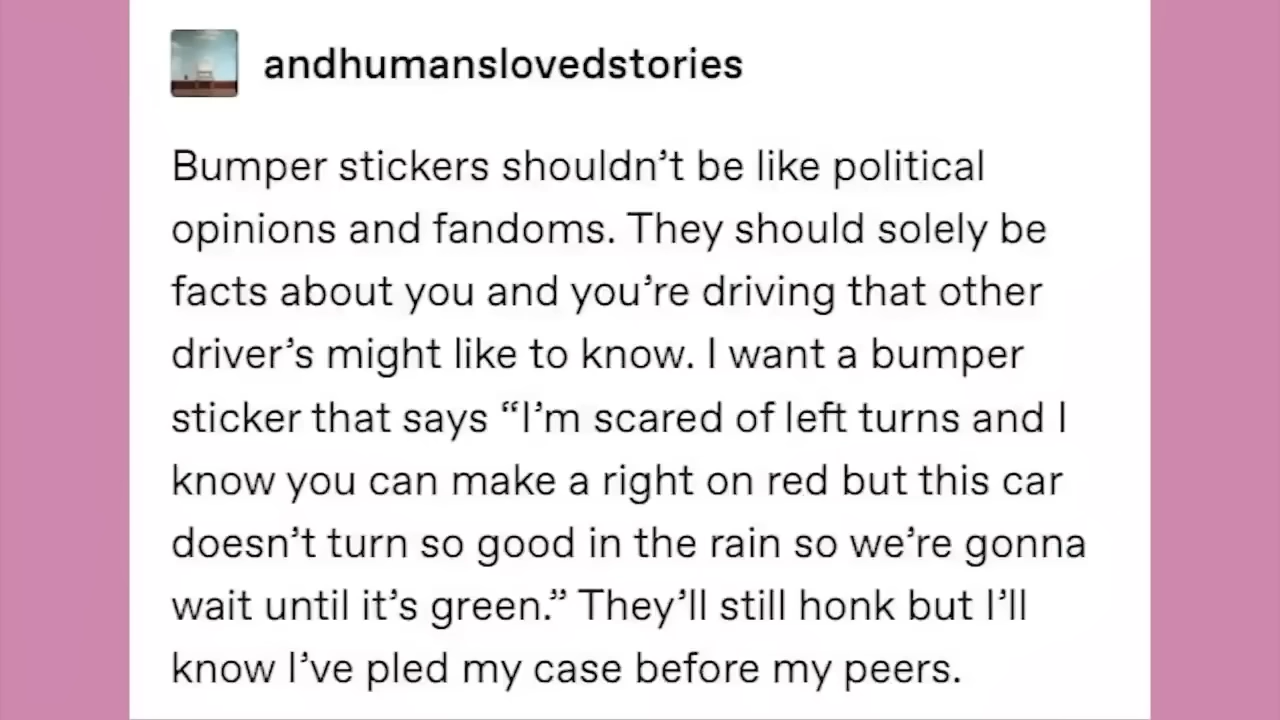 andhumanslovedstories
Bumper stickers shouldn’t be like political
opinions and fandoms. They should solely be
facts about you and you’re driving that other
driver’s might like to know. I want a bumper
sticker that says “I’m scared of left turns and I
know you can make a right on red but this car
doesn’t turn so good in the rain so we’re gonna
wait until it’s green.” They’ll still honk but I’ll
know I’ve pled my case before my peers.